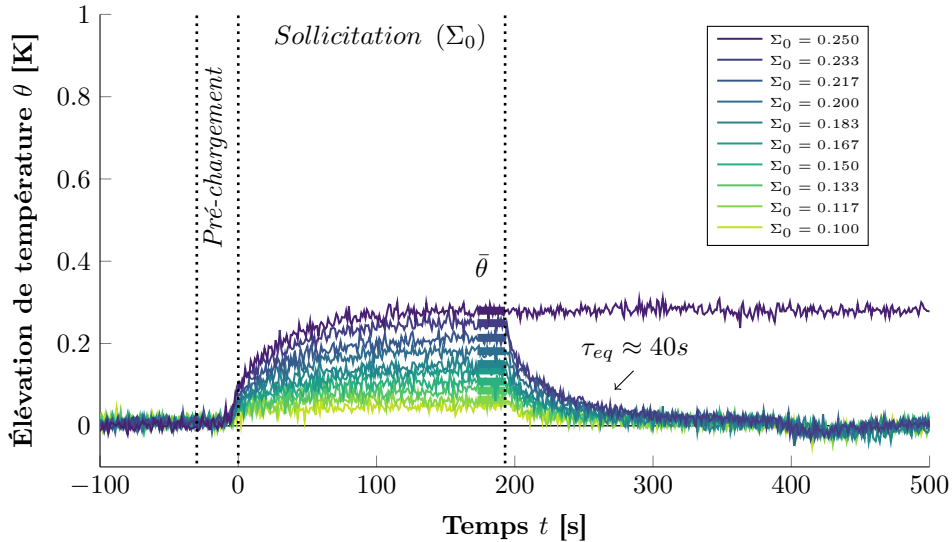 Sollicitation (Σ₀)
Pré-chargement
Σ₀ = 0.250
Σ₀ = 0.233
Σ₀ = 0.217
Σ₀ = 0.200
Σ₀ = 0.183
Σ₀ = 0.167
Σ₀ = 0.150
Σ₀ = 0.133
Σ₀ = 0.117
Σ₀ = 0.100
θ̄
τeq ≈ 40s
Élévation de température θ [K]
1
0.8
0.6
0.4
0.2
0
−100
0
100
200
300
400
500
Temps t [s]